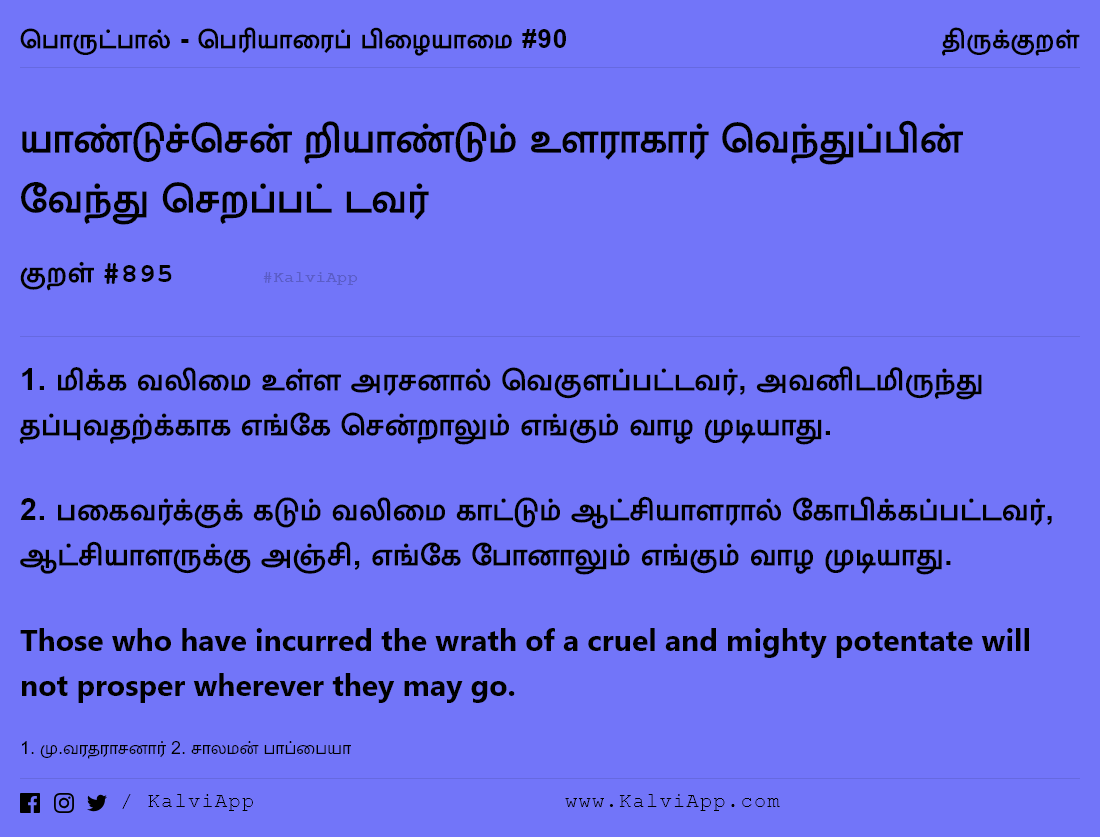 பொருட்பால் - பெரியாரைப் பிழையாமை #90 திருக்குறள்
யாண்டுச்சென் றியாண்டும் உளராகார் வெந்துப்பின்
வேந்து செறப்பட் டவர்
குறள் #895 #KalviApp
1. மிக்க வலிமை உள்ள அரசனால் வெகுளப்பட்டவர், அவனிடமிருந்து
தப்புவதற்க்காக எங்கே சென்றாலும் எங்கும் வாழ முடியாது.
2. பகைவர்க்குக் கடும் வலிமை காட்டும் ஆட்சியாளரால் கோபிக்கப்பட்டவர்,
ஆட்சியாளருக்கு அஞ்சி, எங்கே போனாலும் எங்கும் வாழ முடியாது.
Those who have incurred the wrath of a cruel and mighty potentate will
not prosper wherever they may go.
1. மு.வரதராசனார் 2. சாலமன் பாப்பையா
/ KalviApp www.KalviApp.com